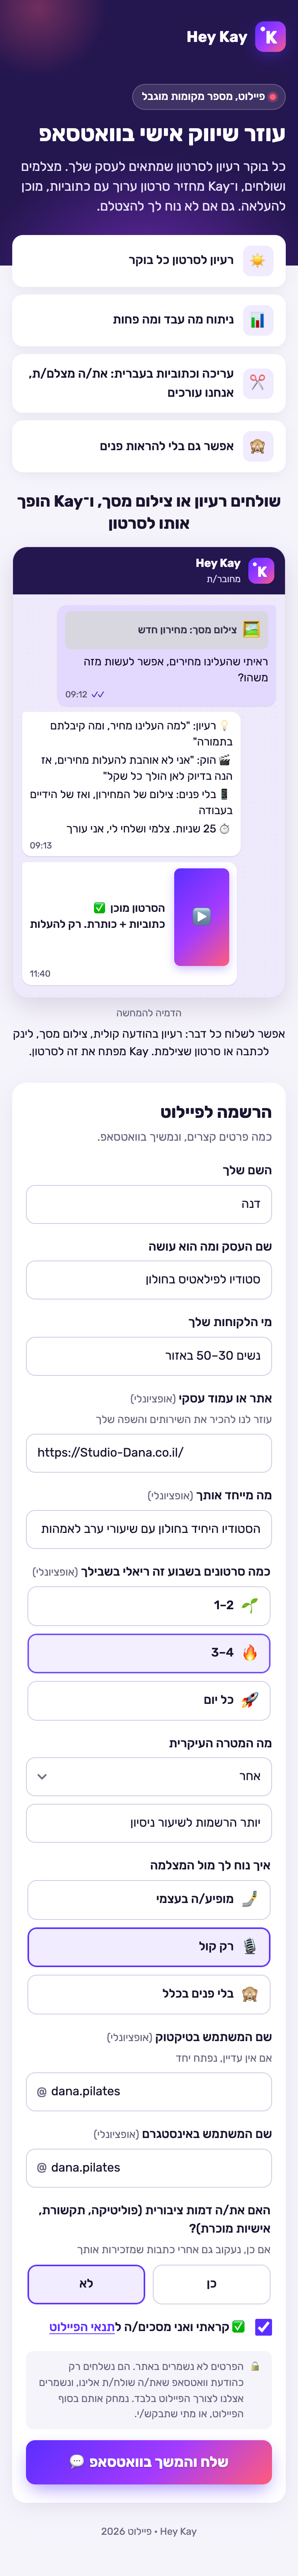 Hey Kay
פיילוט, מספר מקומות מוגבל
עוזר שיווק אישי בוואטסאפ
כל בוקר רעיון לסרטון שמתאים לעסק שלך. מצלמים
ושולחים, ו־Kay מחזיר סרטון ערוך עם כתוביות, מוכן
להעלאה. גם אם לא נוח לך להצטלם.
☀️ רעיון לסרטון כל בוקר
📊 ניתוח מה עבד ומה פחות
✂️ עריכה וכתוביות בעברית: את/ה מצלם/ת,
אנחנו עורכים
🙈 אפשר גם בלי להראות פנים
שולחים רעיון או צילום מסך, ו־Kay הופך
אותו לסרטון
Hey Kay
מחובר/ת
🖼️ צילום מסך: מחירון חדש
ראיתי שהעלינו מחירים, אפשר לעשות מזה
משהו?
09:12 ✓✓
💡 רעיון: "למה העלינו מחיר, ומה קיבלתם
בתמורה"
🎬 הוק: "אני לא אוהבת להעלות מחירים, אז
הנה בדיוק לאן הולך כל שקל"
📱 בלי פנים: צילום של המחירון, ואז של הידיים
בעבודה
⏱️ 25 שניות. צלמי ושלחי לי, אני עורך
09:13
הסרטון מוכן ✅
כתוביות + כותרת. רק להעלות
11:40
הדמיה להמחשה
אפשר לשלוח כל דבר: רעיון בהודעה קולית, צילום מסך, לינק
לכתבה או סרטון שצילמת. Kay מפתח את זה לסרטון.
הרשמה לפיילוט
כמה פרטים קצרים, ונמשיך בוואטסאפ.
השם שלך
דנה
שם העסק ומה הוא עושה
סטודיו לפילאטיס בחולון
מי הלקוחות שלך
נשים 30–50 באזור
אתר או עמוד עסקי (אופציונלי)
עוזר לנו להכיר את השירותים והשפה שלך
https://Studio-Dana.co.il/
מה מייחד אותך (אופציונלי)
הסטודיו היחיד בחולון עם שיעורי ערב לאמהות
כמה סרטונים בשבוע זה ריאלי בשבילך (אופציונלי)
🌱 1–2
🔥 3–4
🚀 כל יום
מה המטרה העיקרית
אחר
יותר הרשמות לשיעור ניסיון
איך נוח לך מול המצלמה
🤳 מופיע/ה בעצמי
🎙️ רק קול
🙈 בלי פנים בכלל
שם המשתמש בטיקטוק (אופציונלי)
אם אין עדיין, נפתח יחד
@ dana.pilates
שם המשתמש באינסטגרם (אופציונלי)
@ dana.pilates
האם את/ה דמות ציבורית (פוליטיקה, תקשורת,
אישיות מוכרת)?
אם כן, נעקוב גם אחרי כתבות שמזכירות אותך
כן
לא
✅ קראתי ואני מסכים/ה לתנאי הפיילוט
🔒 הפרטים לא נשמרים באתר. הם נשלחים רק
כהודעת וואטסאפ שאת/ה שולח/ת אלינו, ונשמרים
אצלנו לצורך הפיילוט בלבד. נמחק אותם בסוף
הפיילוט, או מתי שתבקש/י.
שלח והמשך בוואטסאפ 💬
Hey Kay • פיילוט 2026